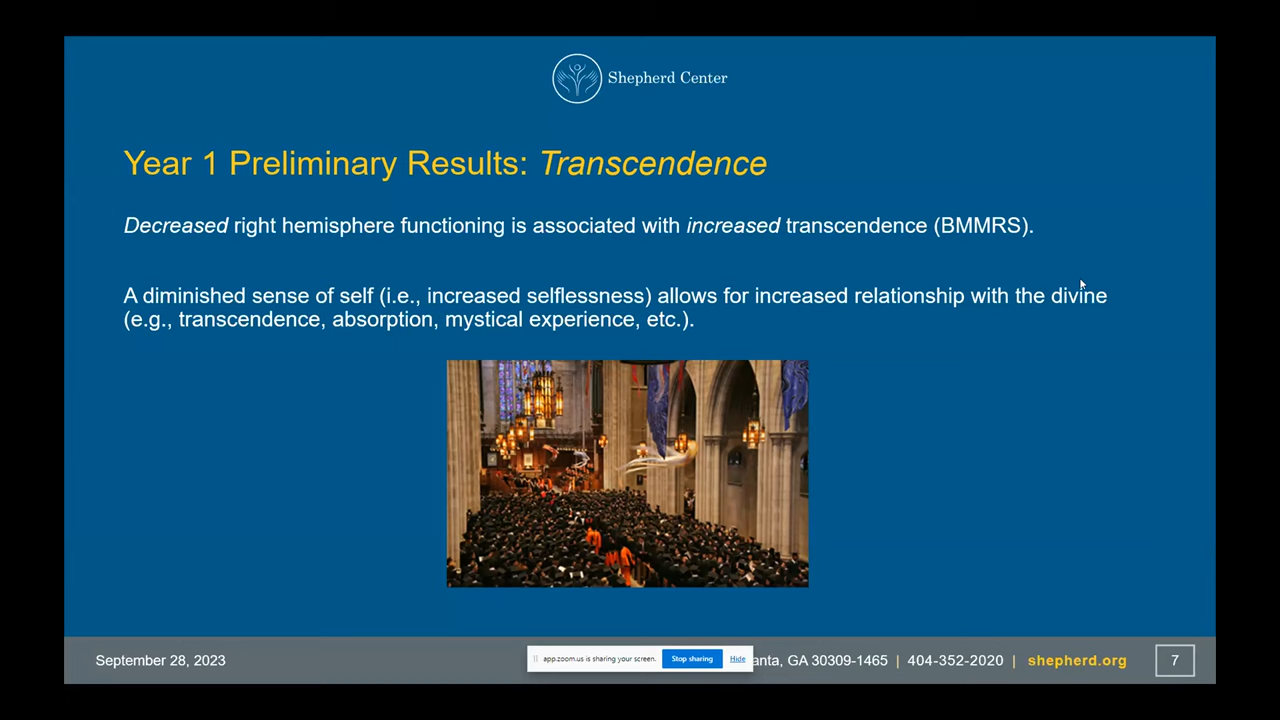 Shepherd Center
Year 1 Preliminary Results: Transcendence
Decreased right hemisphere functioning is associated with increased transcendence (BMMRS).
A diminished sense of self (i.e., increased selflessness) allows for increased relationship with the divine
(e.g., transcendence, absorption, mystical experience, etc.).
September 28, 2023
app.zoom.us is sharing your screen. Stop sharing Hide
anta, GA 30309-1465 | 404-352-2020 | shepherd.org 7